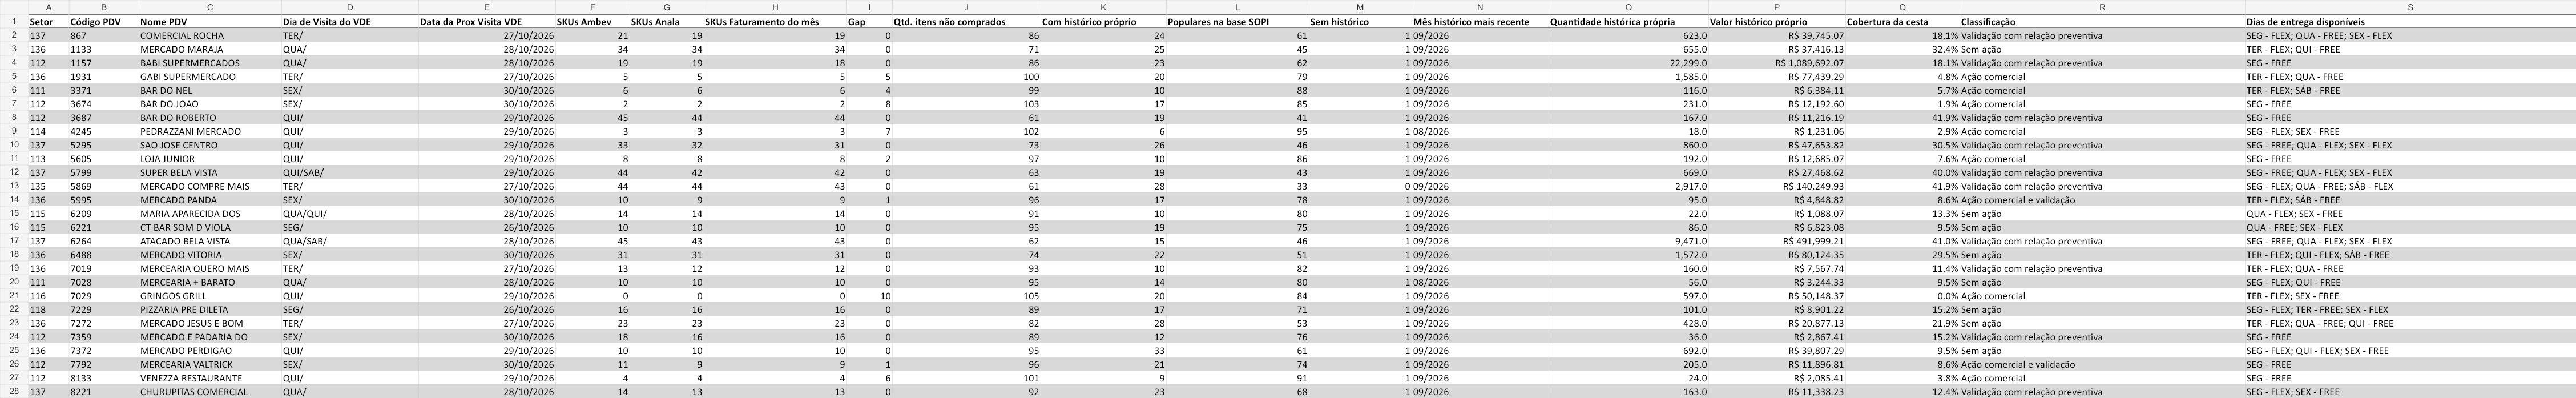 A B C D E F G H I J K L M N O P Q R S
1 Setor Código PDV Nome PDV Dia de Visita do VDE Data da Prox Visita VDE SKUs Ambev SKUs Anala SKUs Faturamento do mês Gap Qtd. itens não comprados Com histórico próprio Populares na base SOPI Sem histórico Mês histórico mais recente Quantidade histórica própria Valor histórico próprio Cobertura da cesta Classificação Dias de entrega disponíveis
2 137 867 COMERCIAL ROCHA TER/ 27/10/2026 21 19 19 0 86 24 61 1 09/2026 623.0 R$ 39,745.07 18.1% Validação com relação preventiva SEG - FLEX; QUA - FREE; SEX - FLEX
3 136 1133 MERCADO MARAJA QUA/ 28/10/2026 34 34 34 0 71 25 45 1 09/2026 655.0 R$ 37,416.13 32.4% Sem ação TER - FLEX; QUI - FREE
4 112 1157 BABI SUPERMERCADOS QUA/ 28/10/2026 19 19 18 0 86 23 62 1 09/2026 22,299.0 R$ 1,089,692.07 18.1% Validação com relação preventiva SEG - FREE
5 136 1931 GABI SUPERMERCADO TER/ 27/10/2026 5 5 5 5 100 20 79 1 09/2026 1,585.0 R$ 77,439.29 4.8% Ação comercial TER - FLEX; QUA - FREE
6 111 3371 BAR DO NEL SEX/ 30/10/2026 6 6 6 4 99 10 88 1 09/2026 116.0 R$ 6,384.11 5.7% Ação comercial TER - FLEX; SÁB - FREE
7 112 3674 BAR DO JOAO SEX/ 30/10/2026 2 2 2 8 103 17 85 1 09/2026 231.0 R$ 12,192.60 1.9% Ação comercial SEG - FREE
8 112 3687 BAR DO ROBERTO QUI/ 29/10/2026 45 44 44 0 61 19 41 1 09/2026 167.0 R$ 11,216.19 41.9% Validação com relação preventiva SEG - FREE
9 114 4245 PEDRAZZANI MERCADO QUI/ 29/10/2026 3 3 3 7 102 6 95 1 08/2026 18.0 R$ 1,231.06 2.9% Ação comercial SEG - FLEX; SEX - FREE
10 137 5295 SAO JOSE CENTRO QUI/ 29/10/2026 33 32 31 0 73 26 46 1 09/2026 860.0 R$ 47,653.82 30.5% Validação com relação preventiva SEG - FREE; QUA - FLEX; SEX - FLEX
11 113 5605 LOJA JUNIOR QUI/ 29/10/2026 8 8 8 2 97 10 86 1 09/2026 192.0 R$ 12,685.07 7.6% Ação comercial SEG - FREE
12 137 5799 SUPER BELA VISTA QUI/SAB/ 29/10/2026 44 42 42 0 63 19 43 1 09/2026 669.0 R$ 27,468.62 40.0% Validação com relação preventiva SEG - FREE; QUA - FLEX; SEX - FLEX
13 135 5869 MERCADO COMPRE MAIS TER/ 27/10/2026 44 44 43 0 61 28 33 0 09/2026 2,917.0 R$ 140,249.93 41.9% Validação com relação preventiva SEG - FLEX; QUA - FREE; SÁB - FLEX
14 136 5995 MERCADO PANDA SEX/ 30/10/2026 10 9 9 1 96 17 78 1 09/2026 95.0 R$ 4,848.82 8.6% Ação comercial e validação TER - FLEX; SÁB - FREE
15 115 6209 MARIA APARECIDA DOS QUA/QUI/ 28/10/2026 14 14 14 0 91 10 80 1 09/2026 22.0 R$ 1,088.07 13.3% Sem ação QUA - FLEX; SEX - FREE
16 115 6221 CT BAR SOM D VIOLA SEG/ 26/10/2026 10 10 10 0 95 19 75 1 09/2026 86.0 R$ 6,823.08 9.5% Sem ação QUA - FREE; SEX - FLEX
17 137 6264 ATACADO BELA VISTA QUA/SAB/ 28/10/2026 45 43 43 0 62 15 46 1 09/2026 9,471.0 R$ 491,999.21 41.0% Validação com relação preventiva SEG - FREE; QUA - FLEX; SEX - FLEX
18 136 6488 MERCADO VITORIA SEX/ 30/10/2026 31 31 31 0 74 22 51 1 09/2026 1,572.0 R$ 80,124.35 29.5% Sem ação TER - FLEX; QUI - FLEX; SÁB - FREE
19 136 7019 MERCEARIA QUERO MAIS TER/ 27/10/2026 13 12 12 0 93 10 82 1 09/2026 160.0 R$ 7,567.74 11.4% Validação com relação preventiva TER - FLEX; QUA - FREE
20 111 7028 MERCEARIA + BARATO QUA/ 28/10/2026 10 10 10 0 95 14 80 1 08/2026 56.0 R$ 3,244.33 9.5% Sem ação SEG - FLEX; QUI - FREE
21 116 7029 GRINGOS GRILL QUI/ 29/10/2026 0 0 0 10 105 20 84 1 09/2026 597.0 R$ 50,148.37 0.0% Ação comercial TER - FLEX; SEX - FREE
22 118 7229 PIZZARIA PRE DILETA SEG/ 26/10/2026 16 16 16 0 89 17 71 1 09/2026 101.0 R$ 8,901.22 15.2% Sem ação SEG - FLEX; TER - FREE; SEX - FLEX
23 136 7272 MERCADO JESUS E BOM TER/ 27/10/2026 23 23 23 0 82 28 53 1 09/2026 428.0 R$ 20,877.13 21.9% Sem ação TER - FLEX; QUA - FREE; QUI - FREE
24 112 7359 MERCADO E PADARIA DO SEX/ 30/10/2026 18 16 16 0 89 12 76 1 09/2026 36.0 R$ 2,867.41 15.2% Validação com relação preventiva SEG - FREE
25 136 7372 MERCADO PERDIGAO QUI/ 29/10/2026 10 10 10 0 95 33 61 1 09/2026 692.0 R$ 39,807.29 9.5% Sem ação SEG - FLEX; QUI - FLEX; SEX - FREE
26 112 7792 MERCEARIA VALTRICK SEX/ 30/10/2026 11 9 9 1 96 21 74 1 09/2026 205.0 R$ 11,896.81 8.6% Ação comercial e validação SEG - FREE
27 112 8133 VENEZZA RESTAURANTE QUI/ 29/10/2026 4 4 4 6 101 9 91 1 09/2026 24.0 R$ 2,085.41 3.8% Ação comercial SEG - FREE
28 137 8221 CHURUPITAS COMERCIAL QUA/ 28/10/2026 14 13 13 0 92 23 68 1 09/2026 163.0 R$ 11,338.23 12.4% Validação com relação preventiva SEG - FLEX; SEX - FREE